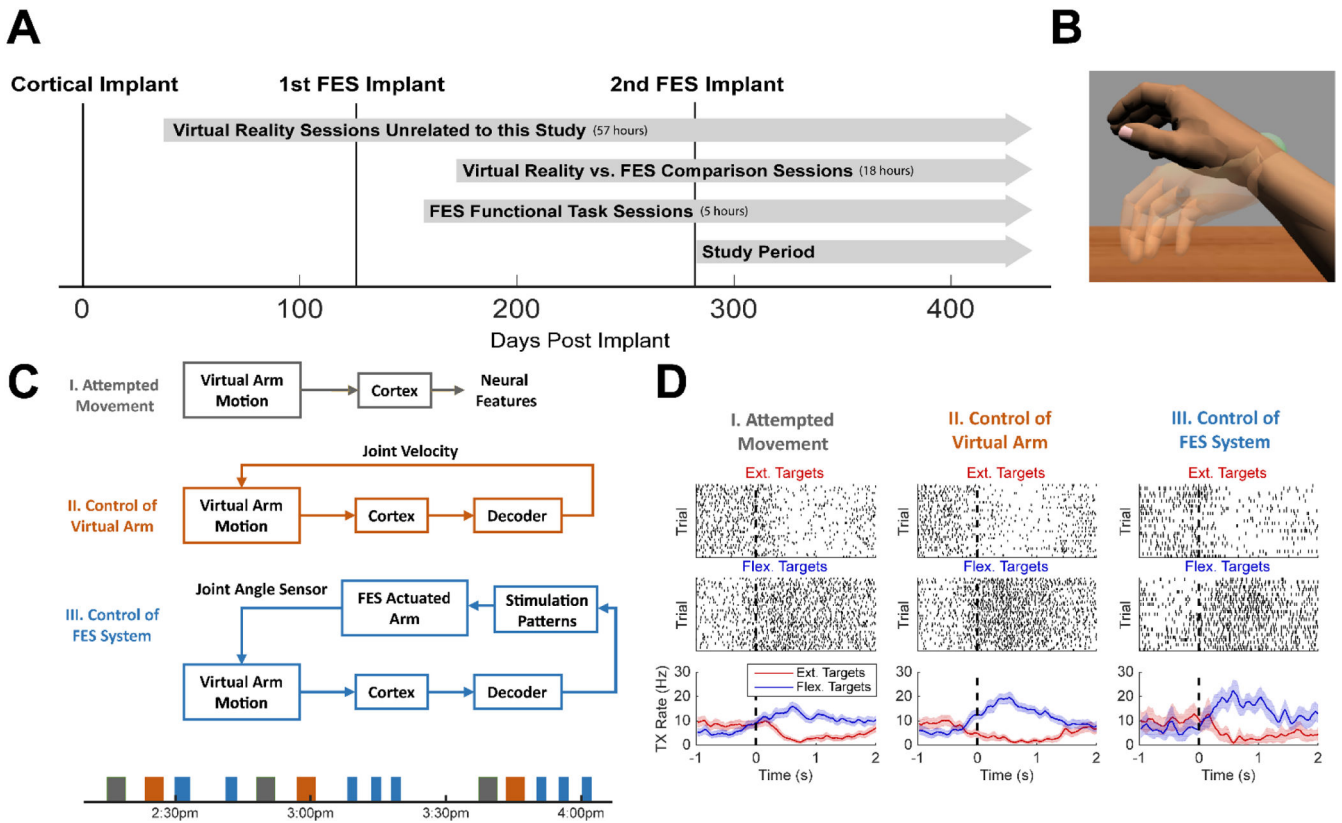 A
Cortical Implant
1st FES Implant
2nd FES Implant
Virtual Reality Sessions Unrelated to this Study (57 hours)
Virtual Reality vs. FES Comparison Sessions (18 hours)
FES Functional Task Sessions (5 hours)
Study Period
0
100
200
300
400
Days Post Implant
B
C
I. Attempted
Movement
Virtual Arm
Motion
Cortex
Neural
Features
Joint Velocity
II. Control of
Virtual Arm
Virtual Arm
Motion
Cortex
Decoder
Joint Angle Sensor
FES Actuated
Arm
Stimulation
Patterns
III. Control of
FES System
Virtual Arm
Motion
Cortex
Decoder
2:30pm
3:00pm
3:30pm
4:00pm
D
I. Attempted
Movement
II. Control of
Virtual Arm
III. Control of
FES System
Ext. Targets
Ext. Targets
Ext. Targets
Trial
Trial
Trial
Flex. Targets
Flex. Targets
Flex. Targets
Trial
Trial
Trial
TX Rate (Hz)
30
20
10
0
Ext. Targets
Flex. Targets
-1
0
1
2
Time (s)
30
20
10
0
-1
0
1
2
Time (s)
30
20
10
0
-1
0
1
2
Time (s)